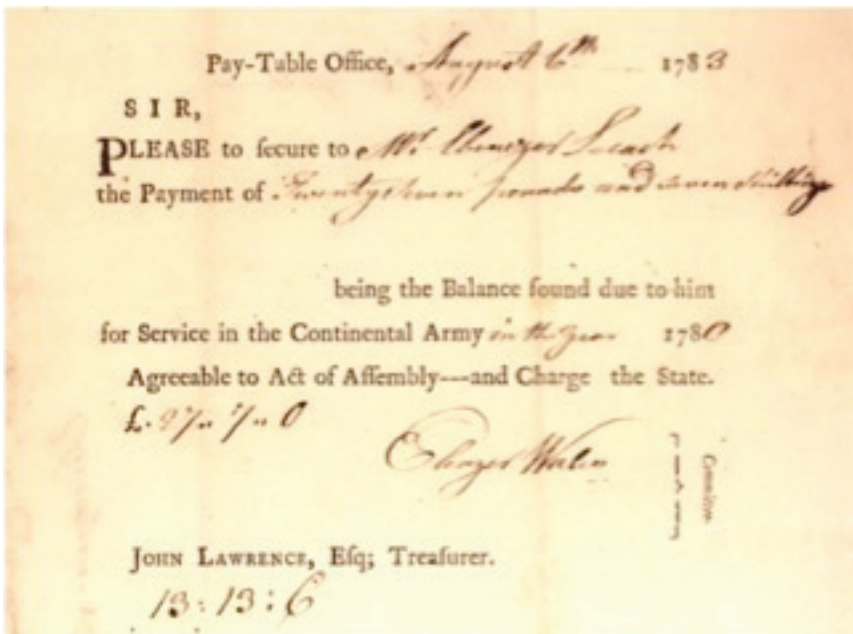 Pay-Table Office, August 6th 1783
SIR,
PLEASE to ſecure to Mr. Ebenezer
the Payment of Twentyseven pounds and seven shillings
being the Balance found due to him
for Service in the Continental Army in the year 1780
Agreeable to Act of Aſſembly—and Charge the State.
£. 27 " 7 " 0
Eleazer Wales
Committee
JOHN LAWRENCE, Eſq; Treaſurer.
13:13:6